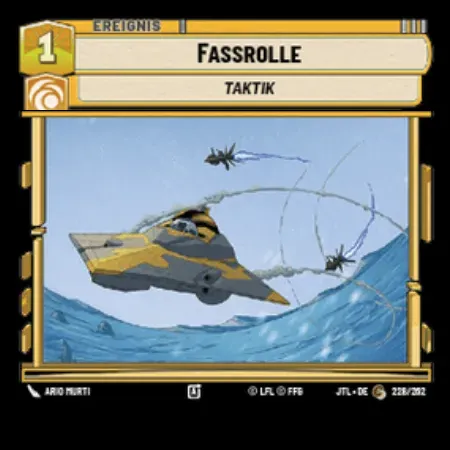 EREIGNIS
1
FASSROLLE
TAKTIK
ARIO MURTI
© LFL © FFG
JTL • DE
228/262